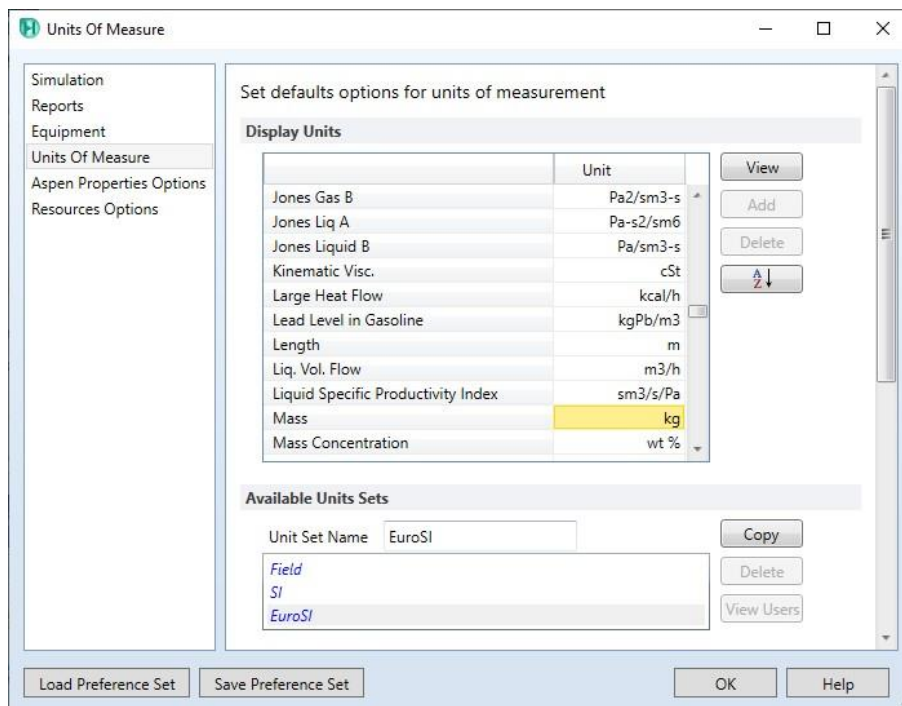 Units Of Measure
Simulation
Reports
Equipment
Units Of Measure
Aspen Properties Options
Resources Options
Set defaults options for units of measurement
Display Units
Unit
Jones Gas B Pa2/sm3-s
Jones Liq A Pa-s2/sm6
Jones Liquid B Pa/sm3-s
Kinematic Visc. cSt
Large Heat Flow kcal/h
Lead Level in Gasoline kgPb/m3
Length m
Liq. Vol. Flow m3/h
Liquid Specific Productivity Index sm3/s/Pa
Mass kg
Mass Concentration wt %
View
Add
Delete
A
Z
Available Units Sets
Unit Set Name EuroSI
Field
SI
EuroSI
Copy
Delete
View Users
Load Preference Set Save Preference Set OK Help